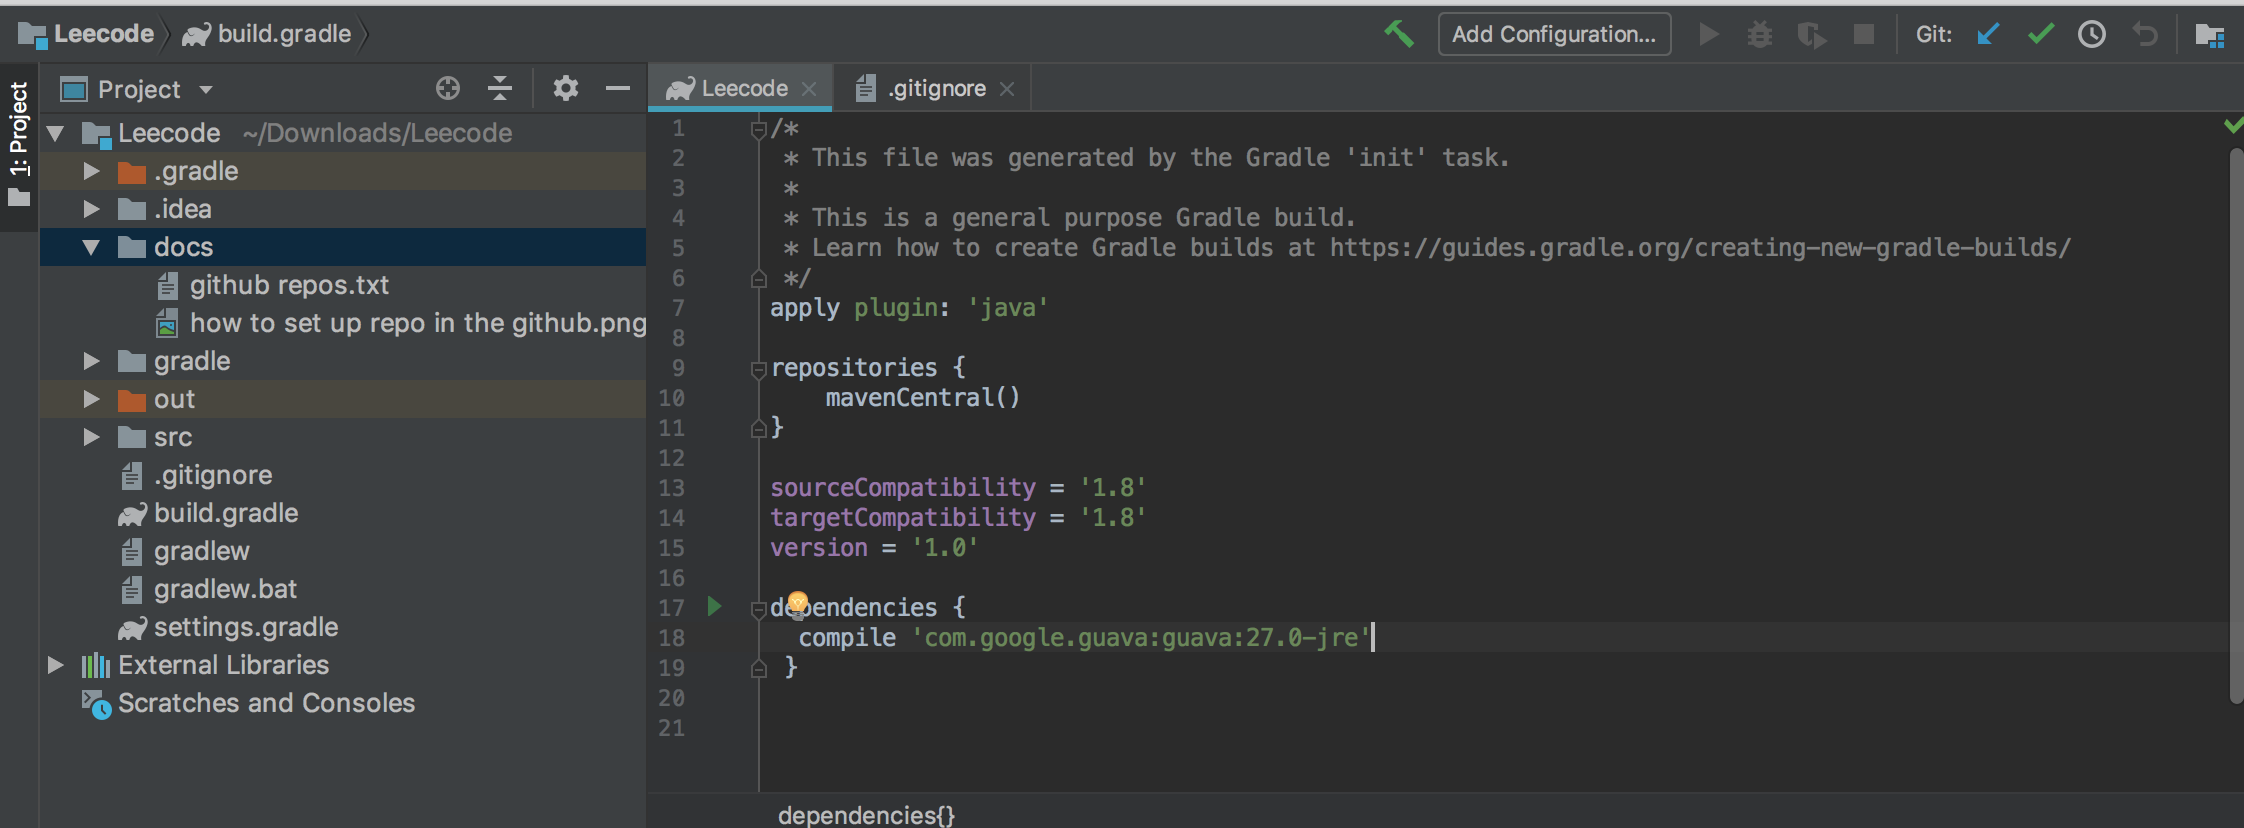 Leecode build.gradle Add Configuration... Git:
1: Project
Project
Leecode ~/Downloads/Leecode
.gradle
.idea
docs
github repos.txt
how to set up repo in the github.png
gradle
out
src
.gitignore
build.gradle
gradlew
gradlew.bat
settings.gradle
External Libraries
Scratches and Consoles
Leecode .gitignore
1 /*
2  * This file was generated by the Gradle 'init' task.
3  *
4  * This is a general purpose Gradle build.
5  * Learn how to create Gradle builds at https://guides.gradle.org/creating-new-gradle-builds/
6  */
7 apply plugin: 'java'
8
9 repositories {
10     mavenCentral()
11 }
12
13 sourceCompatibility = '1.8'
14 targetCompatibility = '1.8'
15 version = '1.0'
16
17 dependencies {
18   compile 'com.google.guava:guava:27.0-jre'
19  }
20
21
dependencies{}